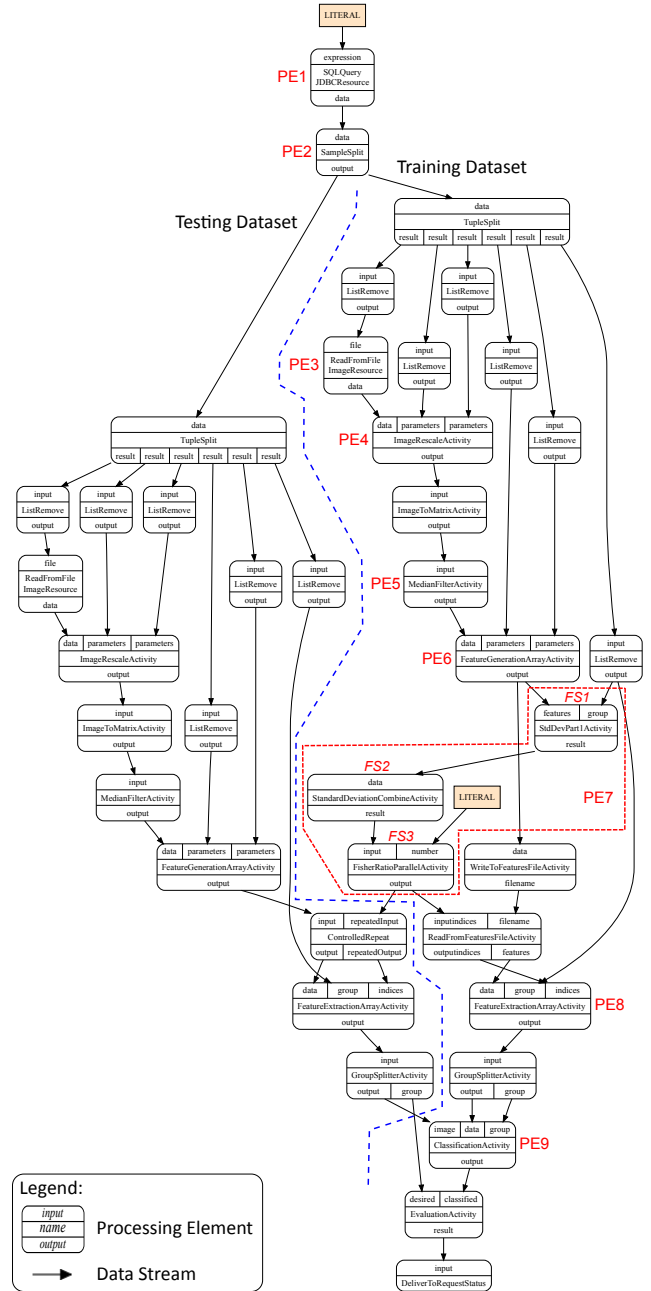 LITERAL
expression
PE1
SQLQuery
JDBCResource
data
data
PE2
SampleSplit
output
Training Dataset
Testing Dataset
data
TupleSplit
result result result result result result
input
ListRemove
output
input
ListRemove
output
PE3
file
ReadFromFile
ImageResource
data
input
ListRemove
output
input
ListRemove
output
PE4
data parameters parameters
ImageRescaleActivity
output
input
ListRemove
output
data
TupleSplit
result result result result result result
input
ListRemove
output
input
ListRemove
output
input
ListRemove
output
input
ImageToMatrixActivity
output
file
ReadFromFile
ImageResource
data
input
ListRemove
output
input
ListRemove
output
PE5
input
MedianFilterActivity
output
data parameters parameters
ImageRescaleActivity
output
PE6
data parameters parameters
FeatureGenerationArrayActivity
output
input
ListRemove
output
input
ImageToMatrixActivity
output
input
ListRemove
output
FS1
features group
StdDevPart1Activity
result
input
MedianFilterActivity
output
FS2
data
StandardDeviationCombineActivity
result
LITERAL
PE7
data parameters parameters
FeatureGenerationArrayActivity
output
FS3
input number
FisherRatioParallelActivity
output
data
WriteToFeaturesFileActivity
filename
input repeatedInput
ControlledRepeat
output repeatedOutput
inputindices filename
ReadFromFeaturesFileActivity
outputindices features
data group indices
FeatureExtractionArrayActivity
output
data group indices
FeatureExtractionArrayActivity
output
PE8
input
GroupSplitterActivity
output group
input
GroupSplitterActivity
output group
image data group
ClassificationActivity
output
PE9
Legend:
input
name
output
Processing Element
Data Stream
desired classified
EvaluationActivity
result
input
DeliverToRequestStatus